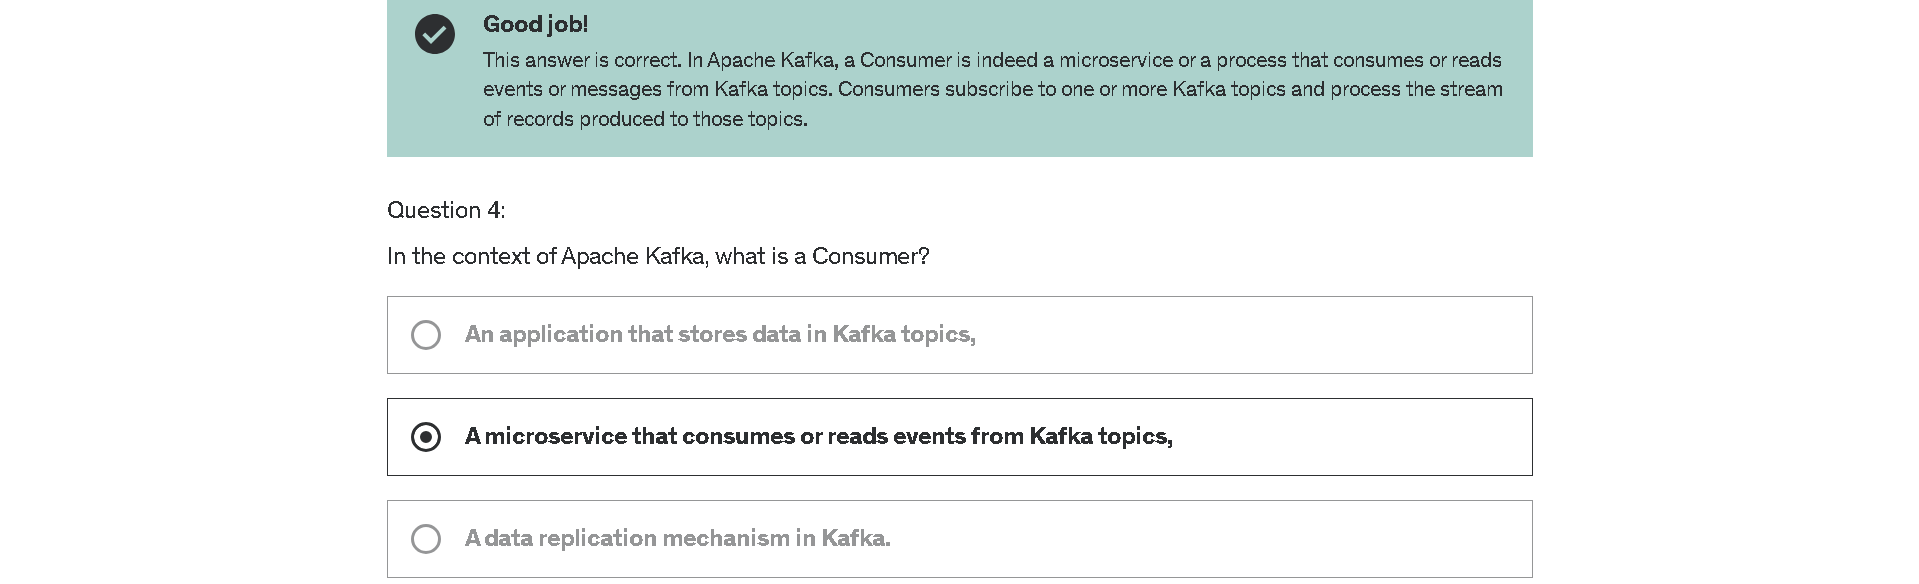 Good job!
This answer is correct. In Apache Kafka, a Consumer is indeed a microservice or a process that consumes or reads
events or messages from Kafka topics. Consumers subscribe to one or more Kafka topics and process the stream
of records produced to those topics.
Question 4:
In the context of Apache Kafka, what is a Consumer?
An application that stores data in Kafka topics,
A microservice that consumes or reads events from Kafka topics,
A data replication mechanism in Kafka.